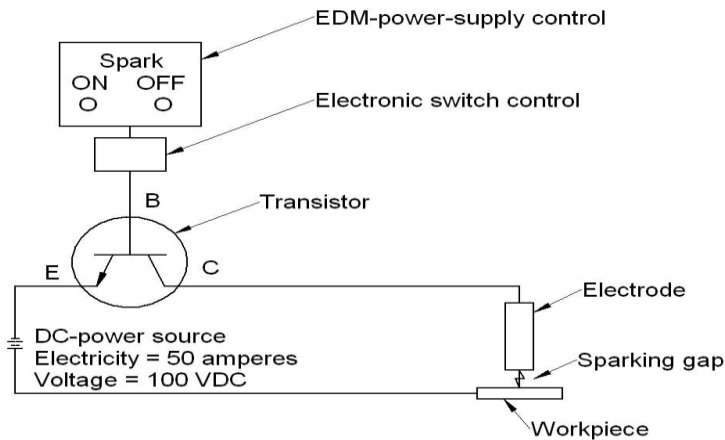 EDM-power-supply control
Spark
ON OFF
Electronic switch control
B
Transistor
E
C
Electrode
DC-power source
Electricity = 50 amperes
Voltage = 100 VDC
Sparking gap
Workpiece